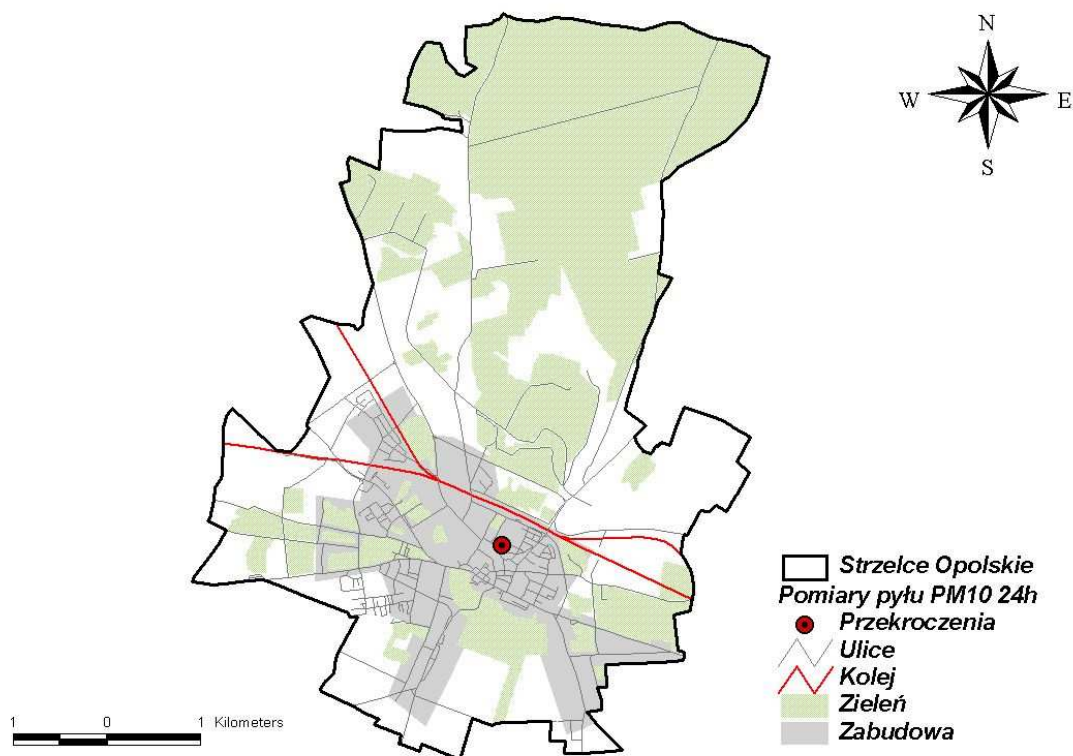 N
W E
S
Strzelce Opolskie
Pomiary pyłu PM10 24h
Przekroczenia
Ulice
Kolej
Zieleń
Zabudowa
1 0 1 Kilometers